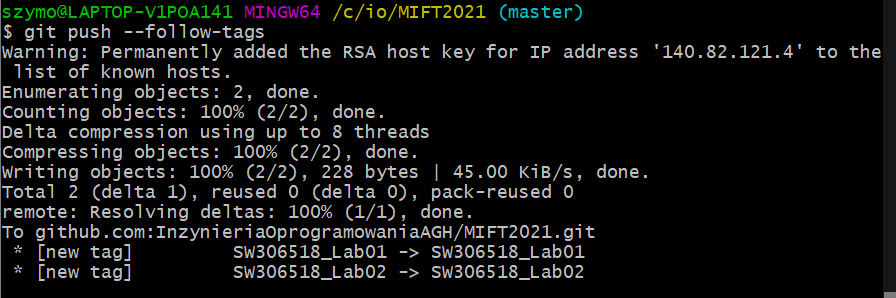 szymo@LAPTOP-V1POA141 MINGW64 /c/io/MIFT2021 (master)
$ git push --follow-tags
Warning: Permanently added the RSA host key for IP address '140.82.121.4' to the
 list of known hosts.
Enumerating objects: 2, done.
Counting objects: 100% (2/2), done.
Delta compression using up to 8 threads
Compressing objects: 100% (2/2), done.
Writing objects: 100% (2/2), 228 bytes | 45.00 KiB/s, done.
Total 2 (delta 1), reused 0 (delta 0), pack-reused 0
remote: Resolving deltas: 100% (1/1), done.
To github.com:InzynieriaOprogramowaniaAGH/MIFT2021.git
 * [new tag]         SW306518_Lab01 -> SW306518_Lab01
 * [new tag]         SW306518_Lab02 -> SW306518_Lab02